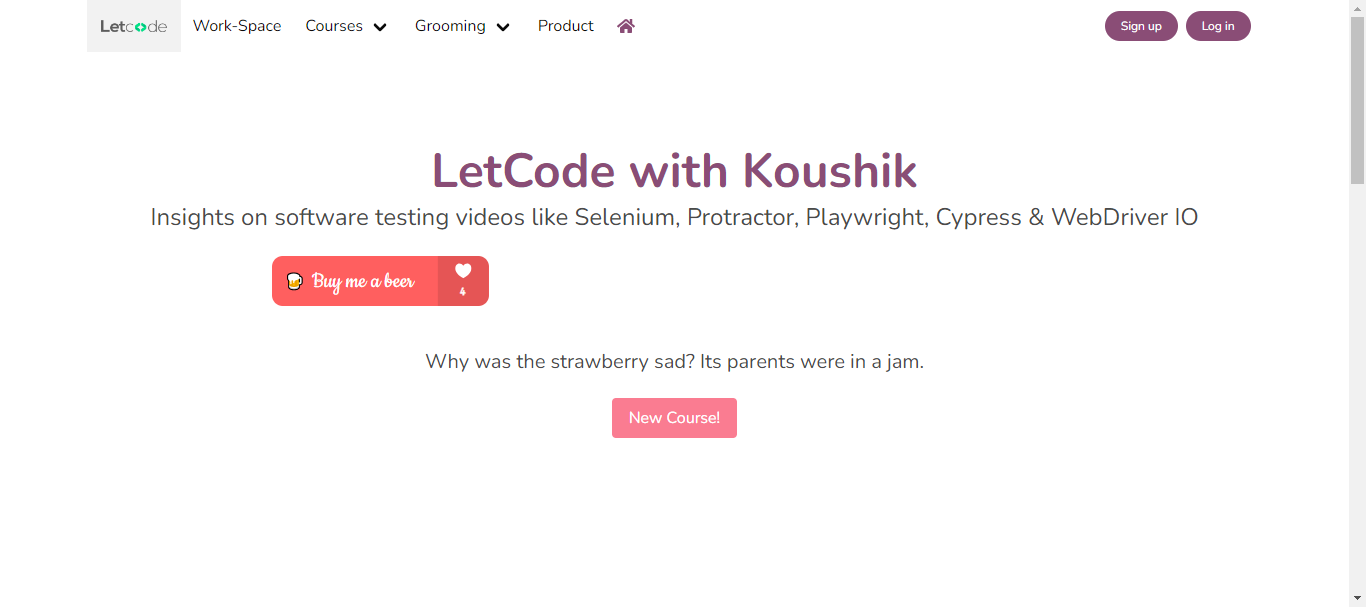 Letcode Work-Space Courses Grooming Product Sign up Log in
LetCode with Koushik
Insights on software testing videos like Selenium, Protractor, Playwright, Cypress & WebDriver IO
Buy me a beer 4
Why was the strawberry sad? Its parents were in a jam.
New Course!